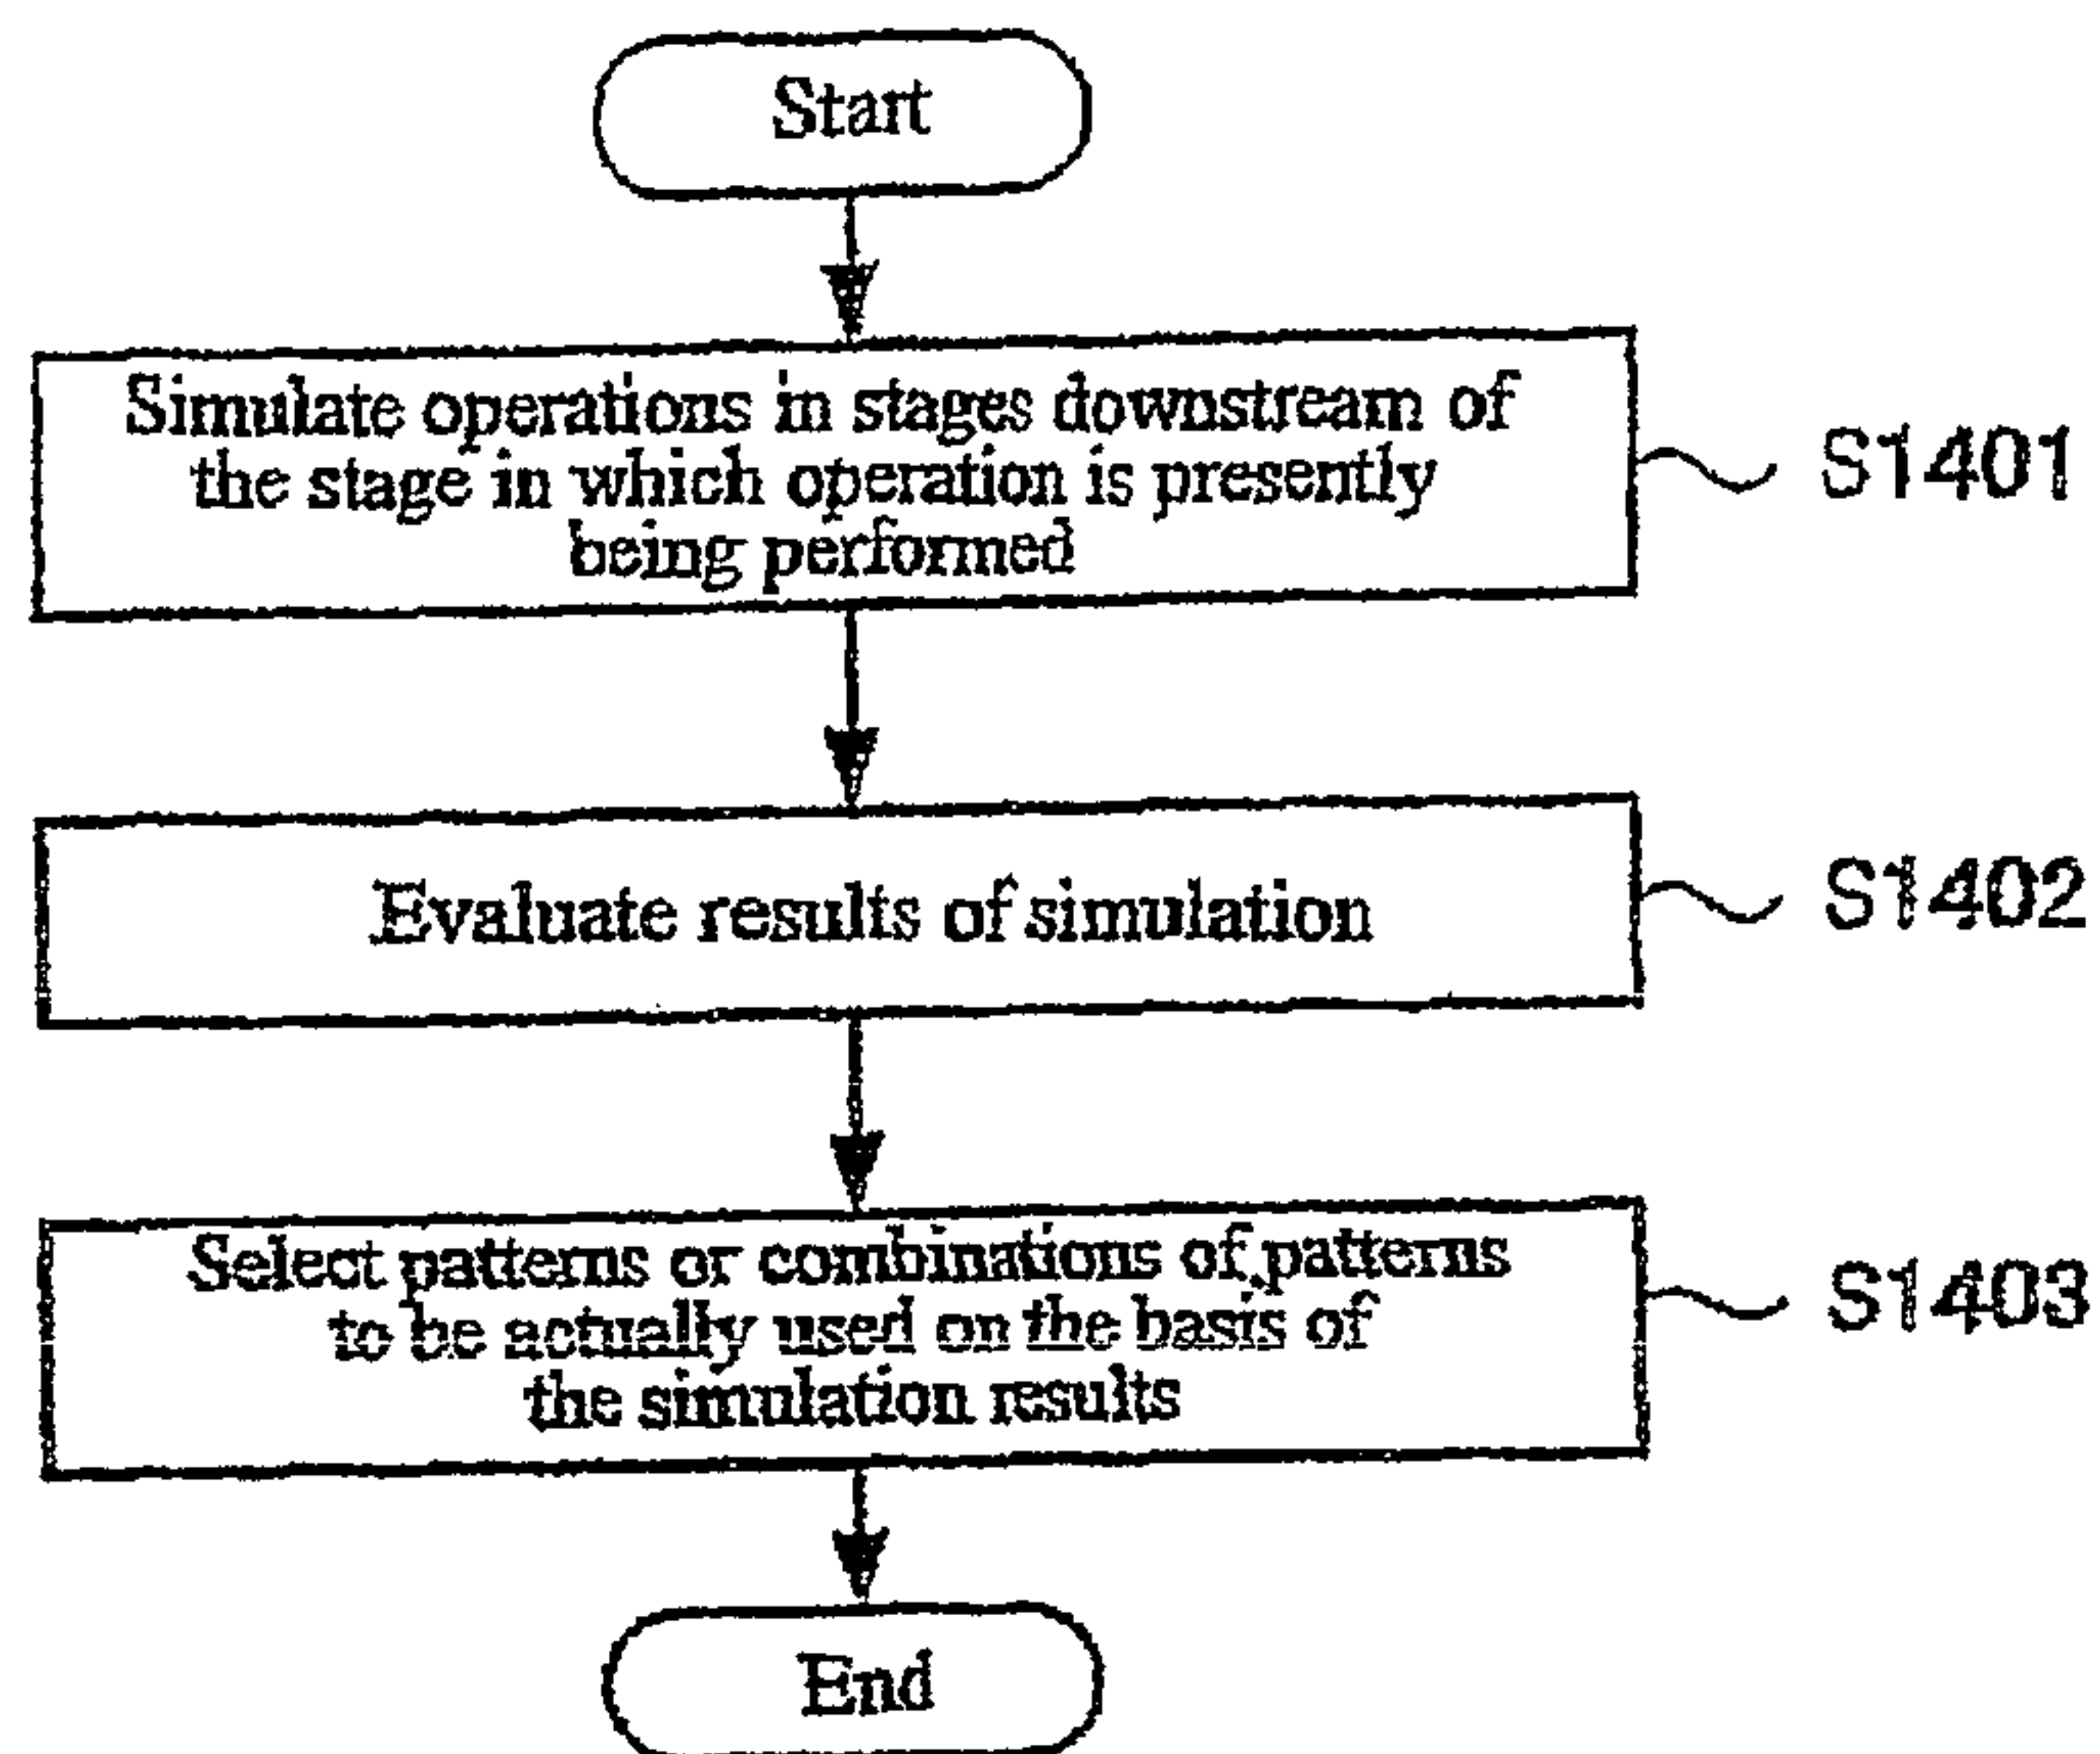 Start
Simulate operations in stages downstream of
the stage in which operation is presently
being performed
S1401
Evaluate results of simulation
S1402
Select patterns or combinations of patterns
to be actually used on the basis of
the simulation results
S1403
End